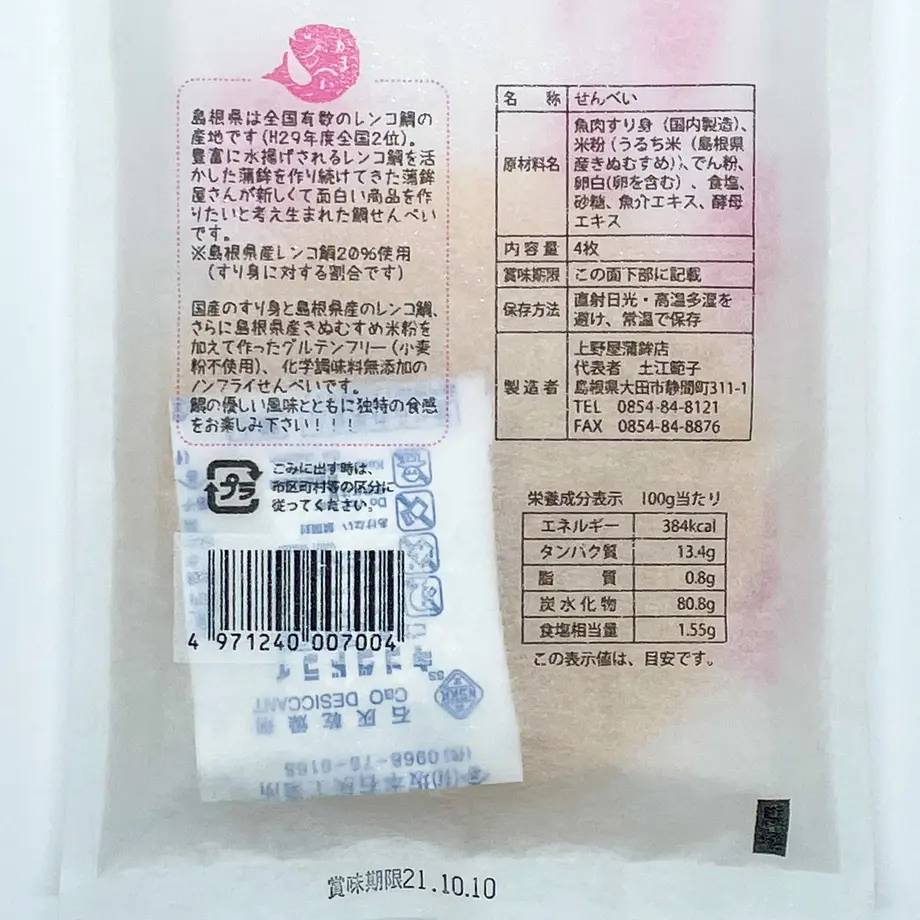 島根県は全国有数のレンコ鯛の
産地です(H29年度全国2位)。
豊富に水揚げされるレンコ鯛を活
かした蒲鉾を作り続けてきた蒲鉾
屋さんが新しくて面白い商品を作
りたいと考え生まれた鯛せんべい
です。
※島根県産レンコ鯛20%使用
(すり身に対する割合です)
国産のすり身と島根県産のレンコ鯛、
さらに島根県産きぬむすめ米粉を
加えて作ったグルテンフリー(小麦
粉不使用)、化学調味料無添加の
ノンフライせんべいです。
鯛の優しい風味とともに独特の食感
をお楽しみ下さい!!!
プラ
ごみに出す時は、
市区町村等の区分に
従ってください。
4 971240 007004
名称 せんべい
原材料名 魚肉すり身(国内製造)、
米粉(うるち米(島根県
産きぬむすめ))、でん粉、
卵白(卵を含む)、食塩、
砂糖、魚介エキス、酵母
エキス
内容量 4枚
賞味期限 この面下部に記載
保存方法 直射日光・高温多湿を
避け、常温で保存
製造者 上野屋蒲鉾店
代表者 土江範子
島根県大田市静間町311-1
TEL 0854-84-8121
FAX 0854-84-8876
栄養成分表示 100g当たり
エネルギー 384kcal
タンパク質 13.4g
脂質 0.8g
炭水化物 80.8g
食塩相当量 1.55g
この表示値は、目安です。
CaO DESICCANT
石灰乾燥剤
賞味期限21.10.10